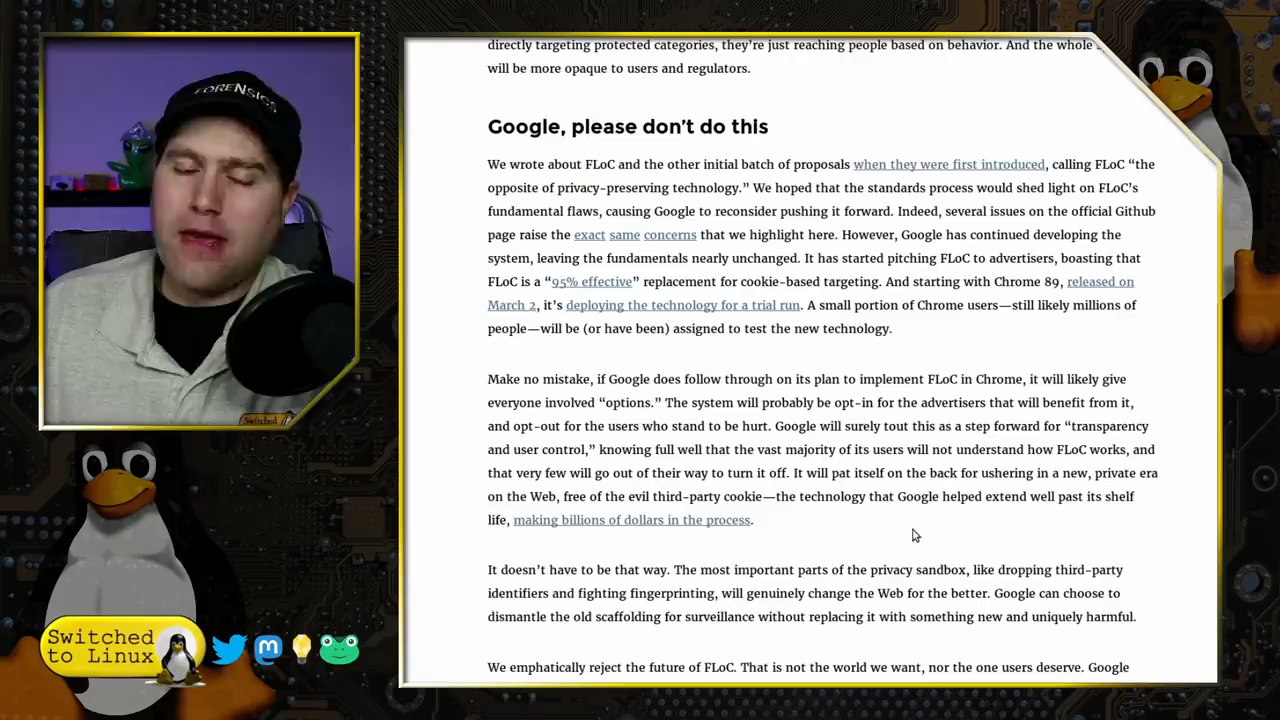 FORENSICS
directly targeting protected categories, they're just reaching people based on behavior. And the whole
will be more opaque to users and regulators.
Google, please don't do this
We wrote about FLoC and the other initial batch of proposals when they were first introduced, calling FLoC “the
opposite of privacy-preserving technology.” We hoped that the standards process would shed light on FLoC’s
fundamental flaws, causing Google to reconsider pushing it forward. Indeed, several issues on the official Github
page raise the exact same concerns that we highlight here. However, Google has continued developing the
system, leaving the fundamentals nearly unchanged. It has started pitching FLoC to advertisers, boasting that
FLoC is a “95% effective” replacement for cookie-based targeting. And starting with Chrome 89, released on
March 2, it’s deploying the technology for a trial run. A small portion of Chrome users—still likely millions of
people—will be (or have been) assigned to test the new technology.
Make no mistake, if Google does follow through on its plan to implement FLoC in Chrome, it will likely give
everyone involved “options.” The system will probably be opt-in for the advertisers that will benefit from it,
and opt-out for the users who stand to be hurt. Google will surely tout this as a step forward for “transparency
and user control,” knowing full well that the vast majority of its users will not understand how FLoC works, and
that very few will go out of their way to turn it off. It will pat itself on the back for ushering in a new, private era
on the Web, free of the evil third-party cookie—the technology that Google helped extend well past its shelf
life, making billions of dollars in the process.
It doesn’t have to be that way. The most important parts of the privacy sandbox, like dropping third-party
identifiers and fighting fingerprinting, will genuinely change the Web for the better. Google can choose to
dismantle the old scaffolding for surveillance without replacing it with something new and uniquely harmful.
We emphatically reject the future of FLoC. That is not the world we want, nor the one users deserve. Google
Switched
Switched
to Linux